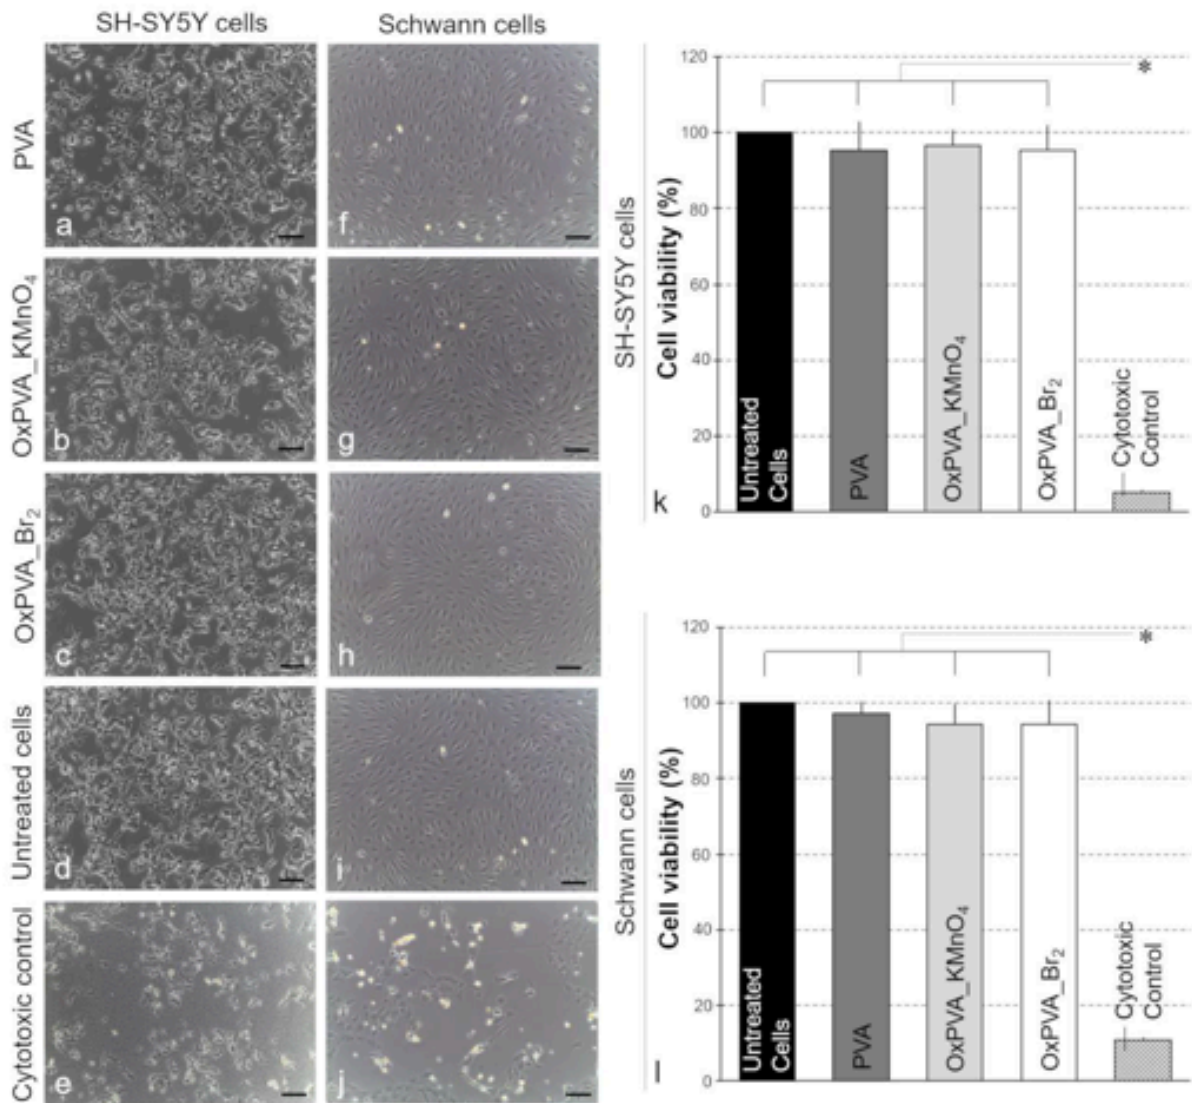 SH-SY5Y cells
Schwann cells
PVA
a
f
OxPVA_KMnO₄
b
g
OxPVA_Br₂
c
h
Untreated cells
d
i
Cytotoxic control
e
j
SH-SY5Y cells
k
Cell viability (%)
120
100
80
60
40
20
0
*
Untreated
Cells
PVA
OxPVA_KMnO₄
OxPVA_Br₂
Cytotoxic
Control
Schwann cells
l
Cell viability (%)
120
100
80
60
40
20
0
*
Untreated
Cells
PVA
OxPVA_KMnO₄
OxPVA_Br₂
Cytotoxic
Control